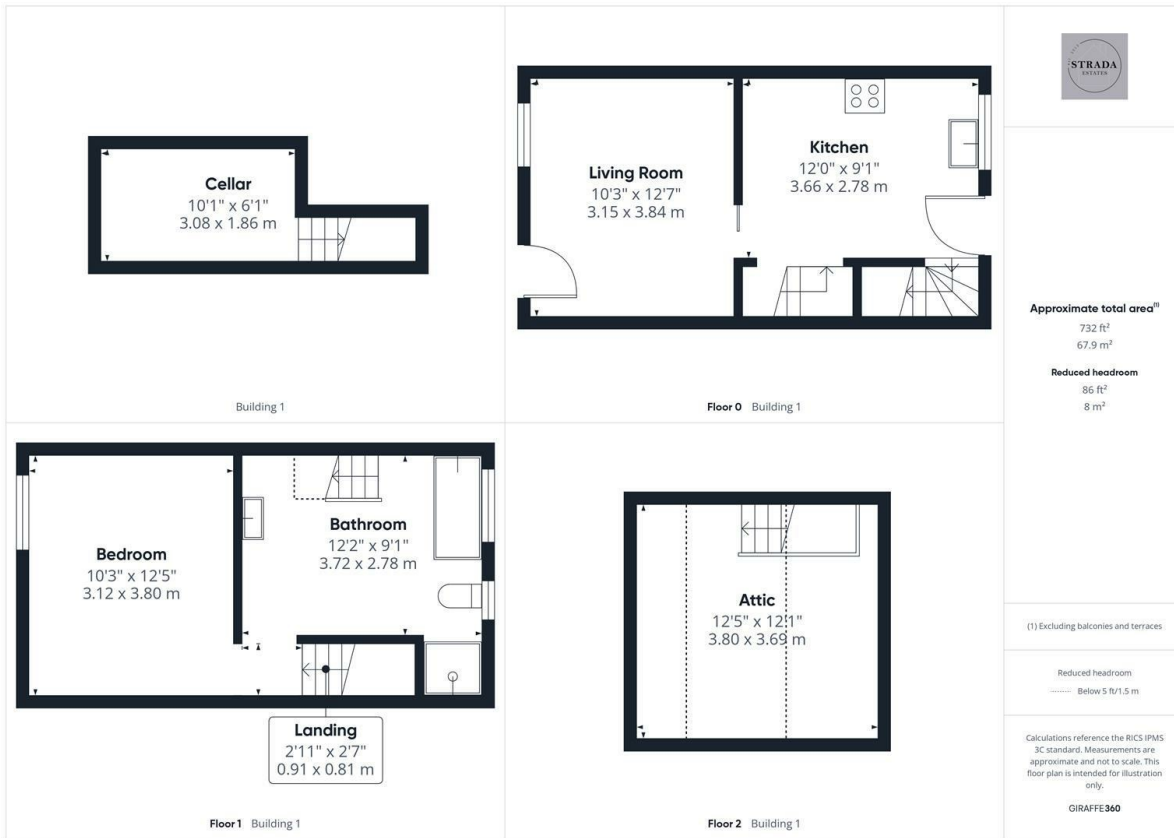 Cellar
10'1" x 6'1"
3.08 x 1.86 m
Building 1
Living Room
10'3" x 12'7"
3.15 x 3.84 m
Kitchen
12'0" x 9'1"
3.66 x 2.78 m
Floor 0 Building 1
Bedroom
10'3" x 12'5"
3.12 x 3.80 m
Bathroom
12'2" x 9'1"
3.72 x 2.78 m
Landing
2'11" x 2'7"
0.91 x 0.81 m
Floor 1 Building 1
Attic
12'5" x 12'1"
3.80 x 3.69 m
Floor 2 Building 1
STRADA
ESTATES
Approximate total area(1)
732 ft²
67.9 m²
Reduced headroom
86 ft²
8 m²
(1) Excluding balconies and terraces
Reduced headroom
Below 5 ft/1.5 m
Calculations reference the RICS IPMS
3C standard. Measurements are
approximate and not to scale. This
floor plan is intended for illustration
only.
GIRAFFE360